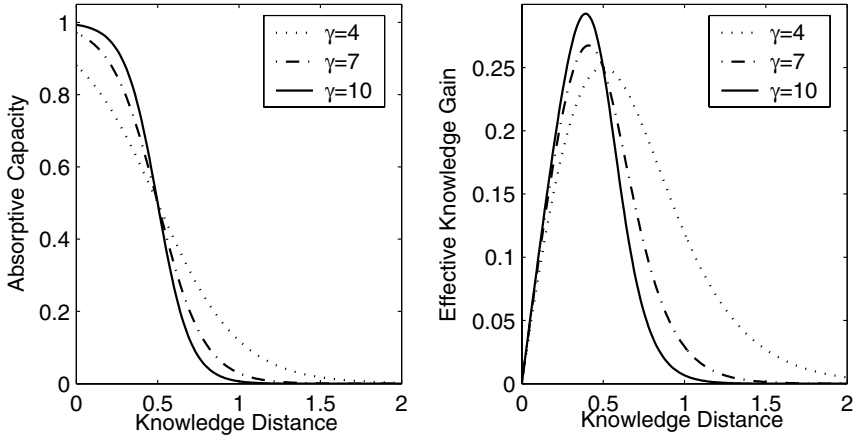 Absorptive Capacity
1
0.8
0.6
0.4
0.2
0
0
0.5
1
1.5
2
Knowledge Distance
γ=4
γ=7
γ=10
Effective Knowledge Gain
0.25
0.2
0.15
0.1
0.05
0
0
0.5
1
1.5
2
Knowledge Distance
γ=4
γ=7
γ=10